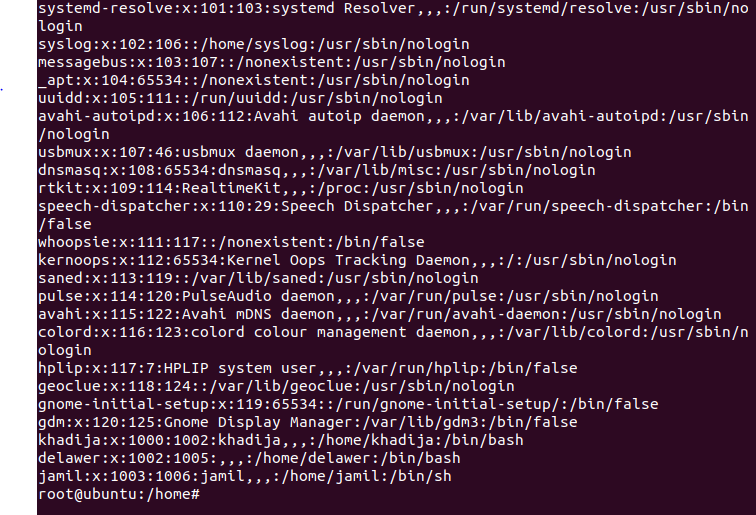 systemd-resolve:x:101:103:systemd Resolver,,,:/run/systemd/resolve:/usr/sbin/no
login
syslog:x:102:106::/home/syslog:/usr/sbin/nologin
messagebus:x:103:107::/nonexistent:/usr/sbin/nologin
_apt:x:104:65534::/nonexistent:/usr/sbin/nologin
uuidd:x:105:111::/run/uuidd:/usr/sbin/nologin
avahi-autoipd:x:106:112:Avahi autoip daemon,,,:/var/lib/avahi-autoipd:/usr/sbin
/nologin
usbmux:x:107:46:usbmux daemon,,,:/var/lib/usbmux:/usr/sbin/nologin
dnsmasq:x:108:65534:dnsmasq,,,:/var/lib/misc:/usr/sbin/nologin
rtkit:x:109:114:RealtimeKit,,,:/proc:/usr/sbin/nologin
speech-dispatcher:x:110:29:Speech Dispatcher,,,:/var/run/speech-dispatcher:/bin
/false
whoopsie:x:111:117::/nonexistent:/bin/false
kernoops:x:112:65534:Kernel Oops Tracking Daemon,,,:/:/usr/sbin/nologin
saned:x:113:119::/var/lib/saned:/usr/sbin/nologin
pulse:x:114:120:PulseAudio daemon,,,:/var/run/pulse:/usr/sbin/nologin
avahi:x:115:122:Avahi mDNS daemon,,,:/var/run/avahi-daemon:/usr/sbin/nologin
colord:x:116:123:colord colour management daemon,,,:/var/lib/colord:/usr/sbin/n
ologin
hplip:x:117:7:HPLIP system user,,,:/var/run/hplip:/bin/false
geoclue:x:118:124::/var/lib/geoclue:/usr/sbin/nologin
gnome-initial-setup:x:119:65534::/run/gnome-initial-setup/:/bin/false
gdm:x:120:125:Gnome Display Manager:/var/lib/gdm3:/bin/false
khadija:x:1000:1002:khadija,,,:/home/khadija:/bin/bash
delawer:x:1002:1005:,,,:/home/delawer:/bin/bash
jamil:x:1003:1006:jamil,,,:/home/jamil:/bin/sh
root@ubuntu:/home#